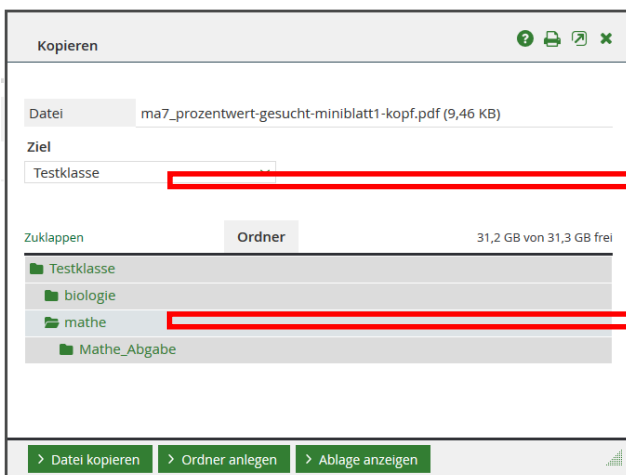 Kopieren
Datei ma7_prozentwert-gesucht-miniblatt1-kopf.pdf (9,46 KB)
Ziel
Testklasse
Zuklappen Ordner 31,2 GB von 31,3 GB frei
Testklasse
biologie
mathe
Mathe_Abgabe
> Datei kopieren > Ordner anlegen > Ablage anzeigen